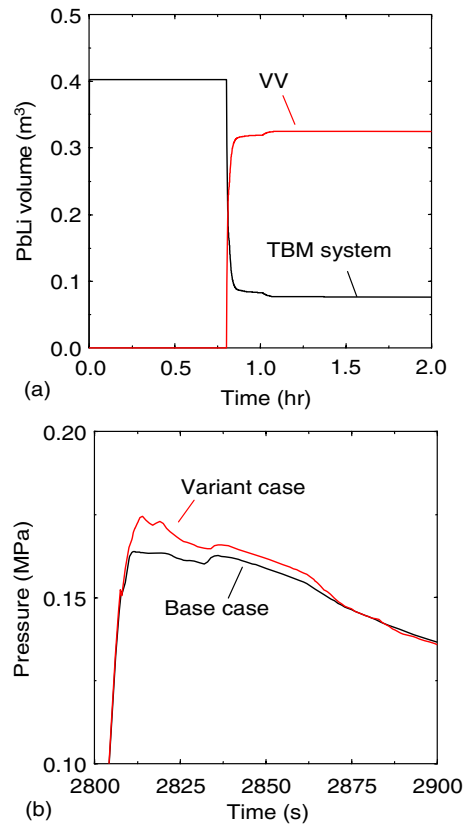 0.5
0.4
0.3
0.2
0.1
0.0
PbLi volume (m³)
VV
TBM system
0.0 0.5 1.0 1.5 2.0
(a)
Time (hr)
0.20
0.15
0.10
Pressure (MPa)
Variant case
Base case
2800 2825 2850 2875 2900
(b)
Time (s)